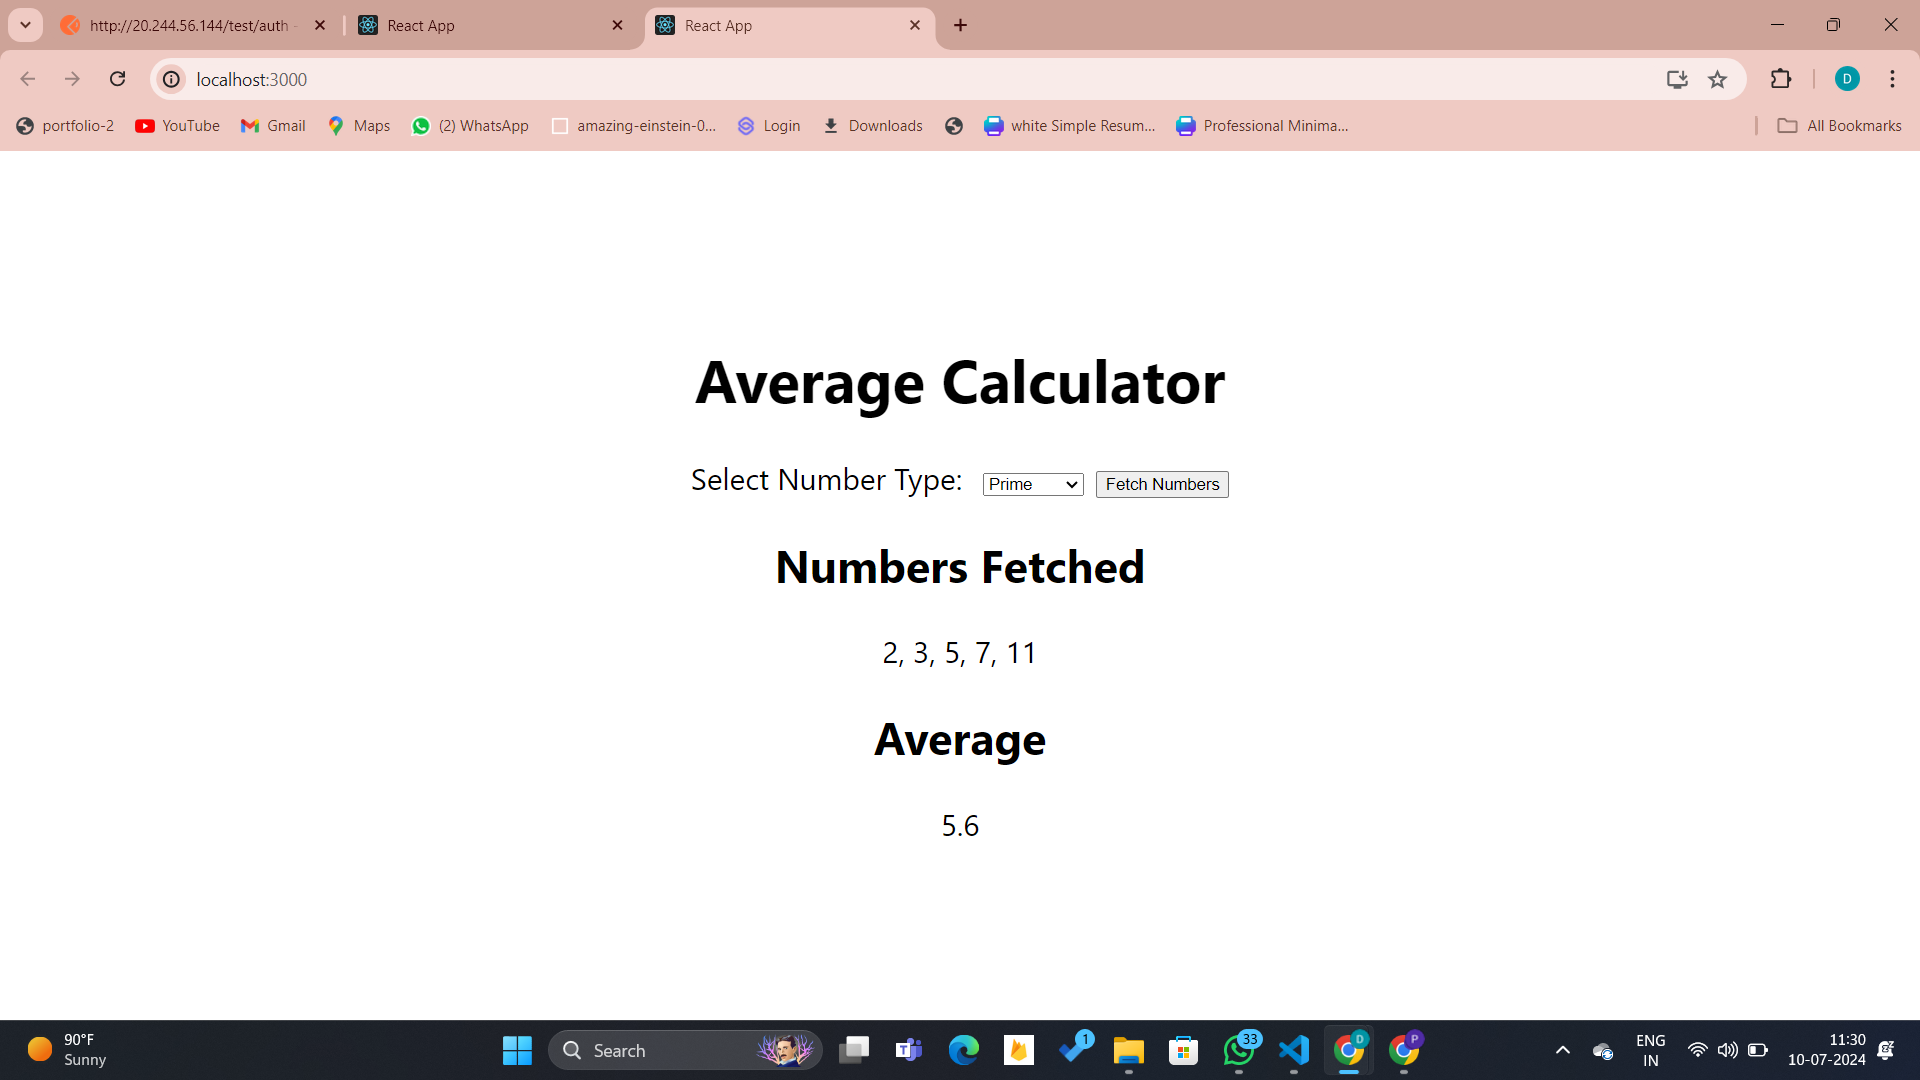 http://20.244.56.144/test/auth -
React App
React App
localhost:3000
portfolio-2 YouTube Gmail Maps (2) WhatsApp amazing-einstein-0... Login Downloads white Simple Resum... Professional Minima... All Bookmarks
D
Average Calculator
Select Number Type: Prime Fetch Numbers
Numbers Fetched
2, 3, 5, 7, 11
Average
5.6
90°F
Sunny
Search
1
33
D
P
ENG
IN
11:30
10-07-2024